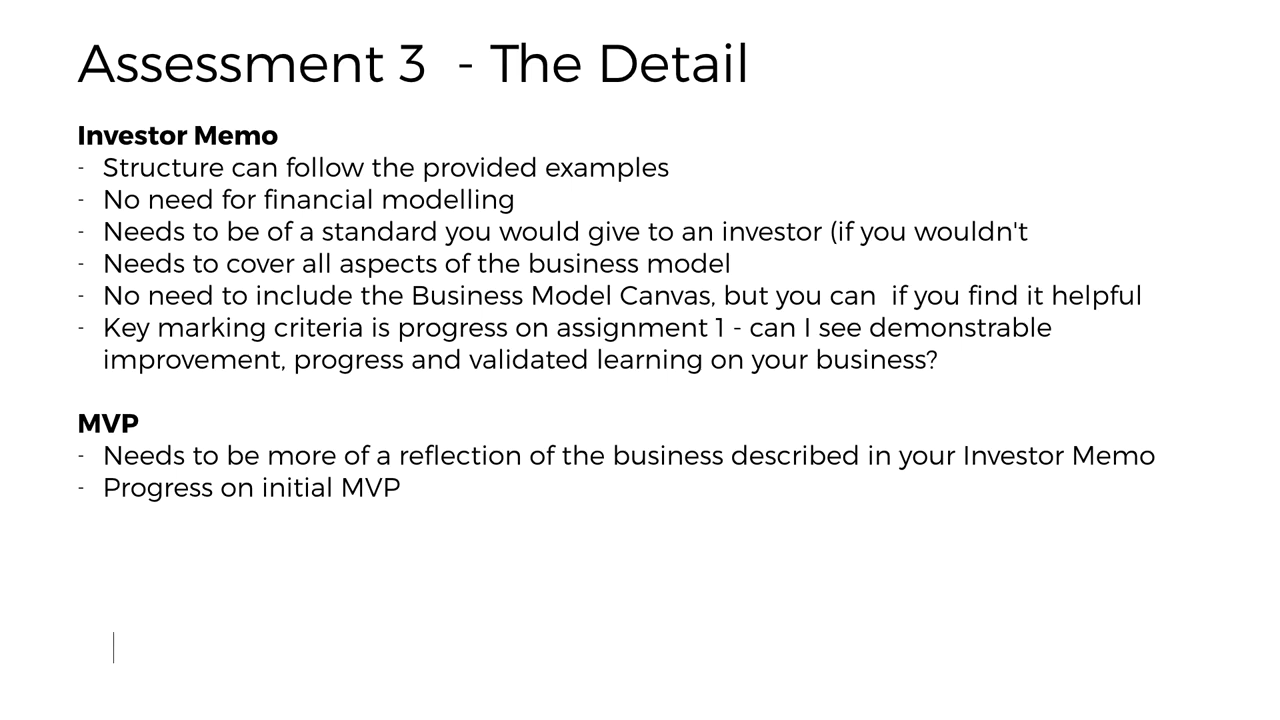 Assessment 3  - The Detail
Investor Memo
- Structure can follow the provided examples
- No need for financial modelling
- Needs to be of a standard you would give to an investor (if you wouldn't
- Needs to cover all aspects of the business model
- No need to include the Business Model Canvas, but you can  if you find it helpful
- Key marking criteria is progress on assignment 1 - can I see demonstrable
improvement, progress and validated learning on your business?
MVP
- Needs to be more of a reflection of the business described in your Investor Memo
- Progress on initial MVP